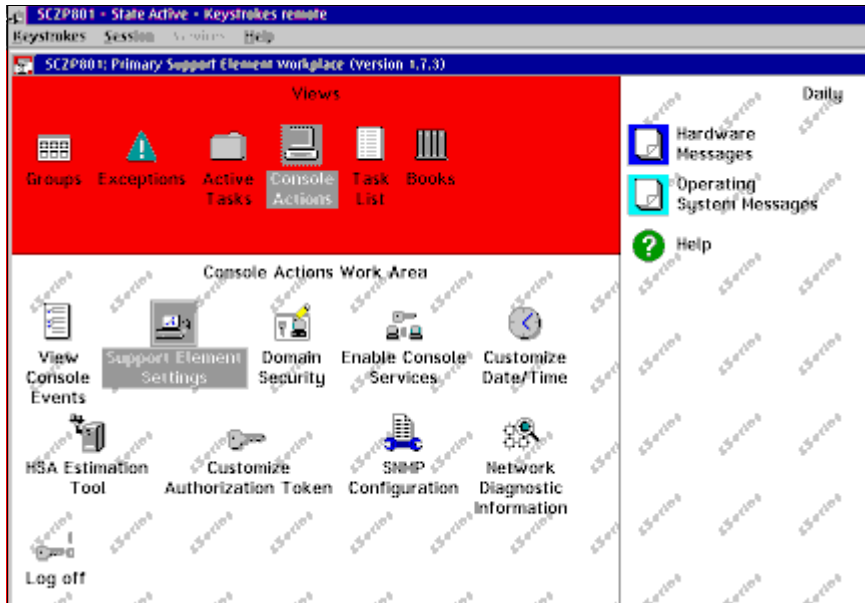 SCZP801 - State Active - Keystrokes remote
Keystrokes Session Services Help
SCZP801: Primary Support Element Workplace (Version 1.7.3)
Views
Groups Exceptions Active Tasks Console Actions Task List Books
Daily
Hardware Messages
Operating System Messages
Help
Console Actions Work Area
View Console Events
Support Element Settings
Domain Security
Enable Console Services
Customize Date/Time
HSA Estimation Tool
Customize Authorization Token
SNMP Configuration
Network Diagnostic Information
Log off
zSeries